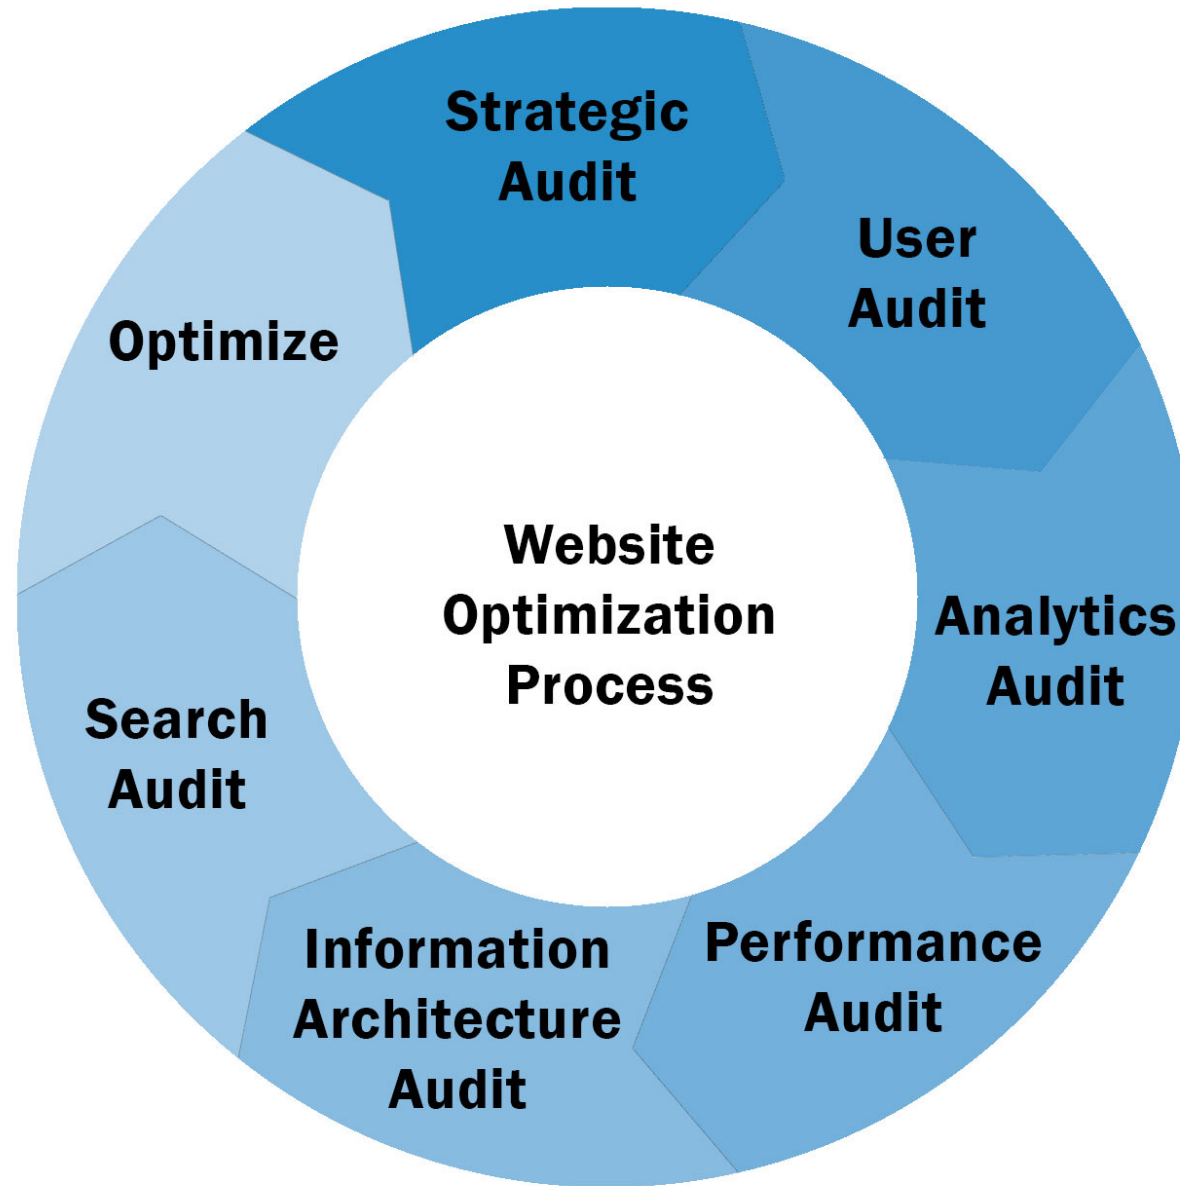 Strategic
Audit
User
Audit
Analytics
Audit
Performance
Audit
Information
Architecture
Audit
Search
Audit
Optimize
Website
Optimization
Process